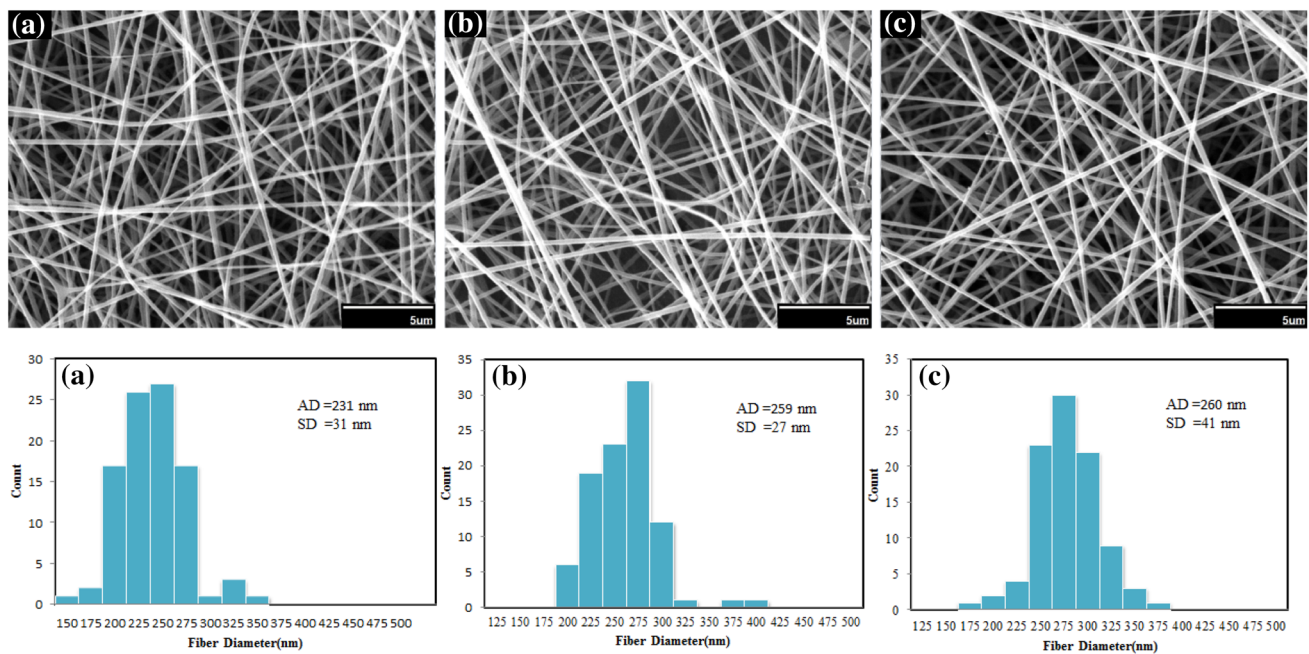 (a)
(b)
(c)
5um
5um
5um
(a)
AD =231 nm
SD =31 nm
Count
30
25
20
15
10
5
0
150 175 200 225 250 275 300 325 350 375 400 425 450 475 500
Fiber Diameter(nm)
(b)
AD =259 nm
SD =27 nm
Count
35
30
25
20
15
10
5
0
125 150 175 200 225 250 275 300 325 350 375 400 425 450 475 500
Fiber Diameter(nm)
(c)
AD =260 nm
SD =41 nm
Count
35
30
25
20
15
10
5
0
125 150 175 200 225 250 275 300 325 350 375 400 425 450 475 500
Fiber Diameter(nm)